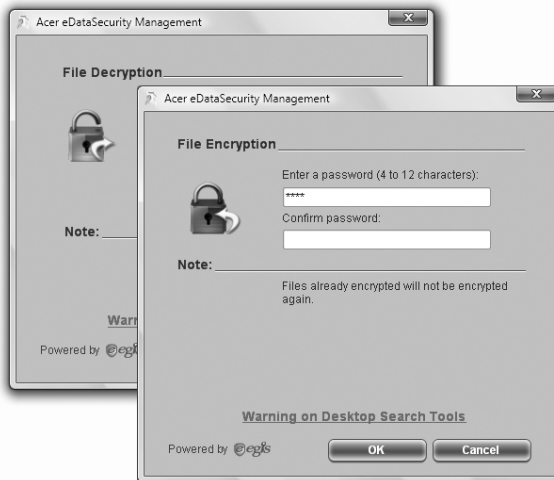 Acer eDataSecurity Management
File Decryption
Note:
Powered by egis
Acer eDataSecurity Management
File Encryption
Enter a password (4 to 12 characters):
****
Confirm password:
Note:
Files already encrypted will not be encrypted
again.
Warning on Desktop Search Tools
Powered by egis
OK
Cancel